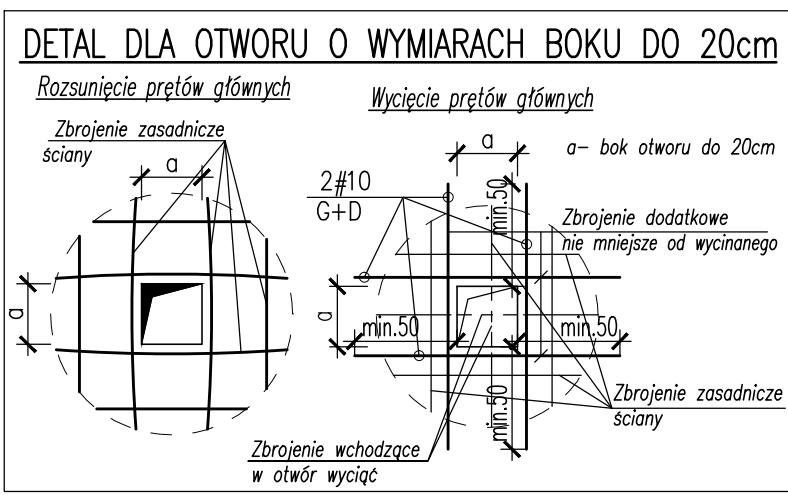 DETAL DLA OTWORU O WYMIARACH BOKU DO 20cm
Rozsunięcie prętów głównych
Zbrojenie zasadnicze
ściany
a
a
Wycięcie prętów głównych
a
a- bok otworu do 20cm
2#10
G+D
min.50
Zbrojenie dodatkowe
nie mniejsze od wycinanego
a
min.50
min.50
min.50
Zbrojenie zasadnicze
ściany
Zbrojenie wchodzące
w otwór wyciąć